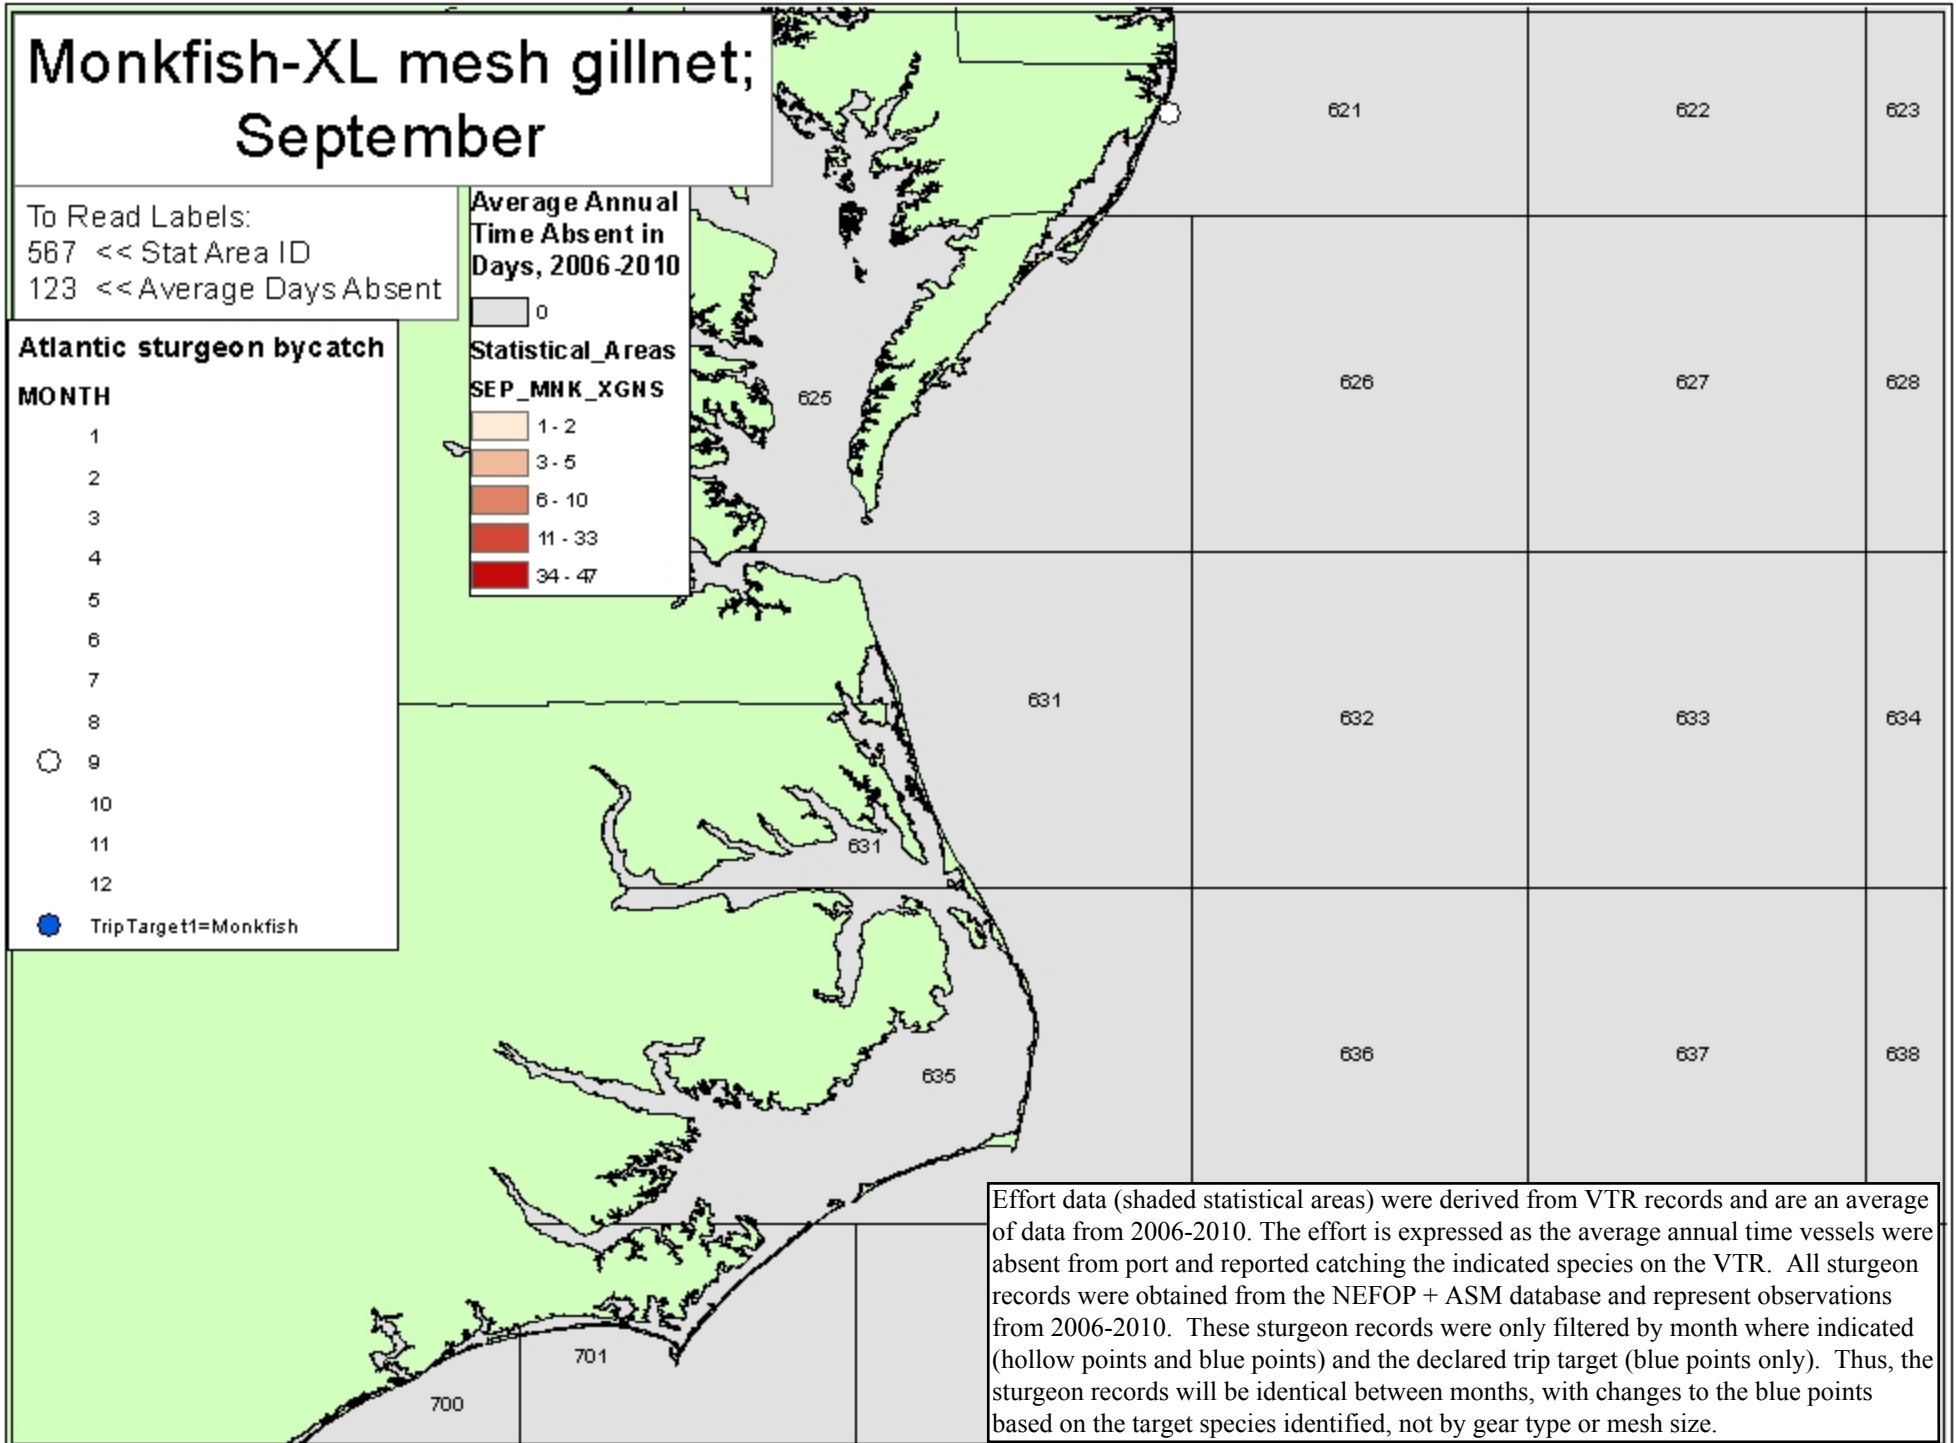 Monkfish-XL mesh gillnet;
September
To Read Labels:
567 << Stat Area ID
123 << Average Days Absent
Average Annual
Time Absent in
Days, 2006-2010
0
Statistical_Areas
SEP_MNK_XGNS
1 - 2
3 - 5
6 - 10
11 - 33
34 - 47
Atlantic sturgeon bycatch
MONTH
1
2
3
4
5
6
7
8
9
10
11
12
TripTarget1=Monkfish
621
622
623
625
626
627
628
631
632
633
634
631
635
636
637
638
701
700
Effort data (shaded statistical areas) were derived from VTR records and are an average
of data from 2006-2010. The effort is expressed as the average annual time vessels were
absent from port and reported catching the indicated species on the VTR.  All sturgeon
records were obtained from the NEFOP + ASM database and represent observations
from 2006-2010.  These sturgeon records were only filtered by month where indicated
(hollow points and blue points) and the declared trip target (blue points only).  Thus, the
sturgeon records will be identical between months, with changes to the blue points
based on the target species identified, not by gear type or mesh size.